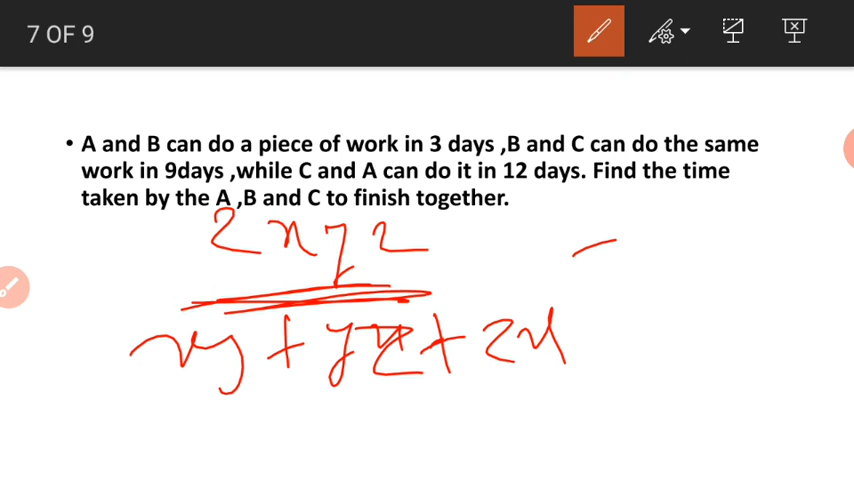 7 OF 9
• A and B can do a piece of work in 3 days ,B and C can do the same
work in 9days ,while C and A can do it in 12 days. Find the time
taken by the A ,B and C to finish together.
2xyz
xy + yz + zx